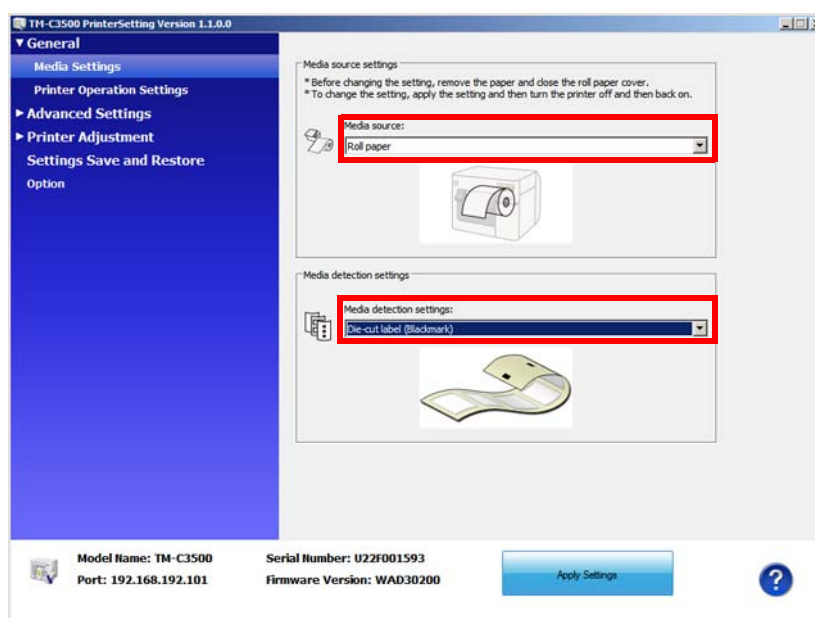 TM-C3500 PrinterSetting Version 1.1.0.0
▼General
Media Settings
Printer Operation Settings
►Advanced Settings
►Printer Adjustment
Settings Save and Restore
Option
Media source settings
*Before changing the setting, remove the paper and close the roll paper cover.
*To change the setting, apply the setting and then turn the printer off and then back on.
Media source:
Roll paper
Media detection settings
Media detection settings:
Die-cut label (Blackmark)
Model Name: TM-C3500
Serial Number: U22F001593
Port: 192.168.192.101
Firmware Version: WAD30200
Apply Settings
?